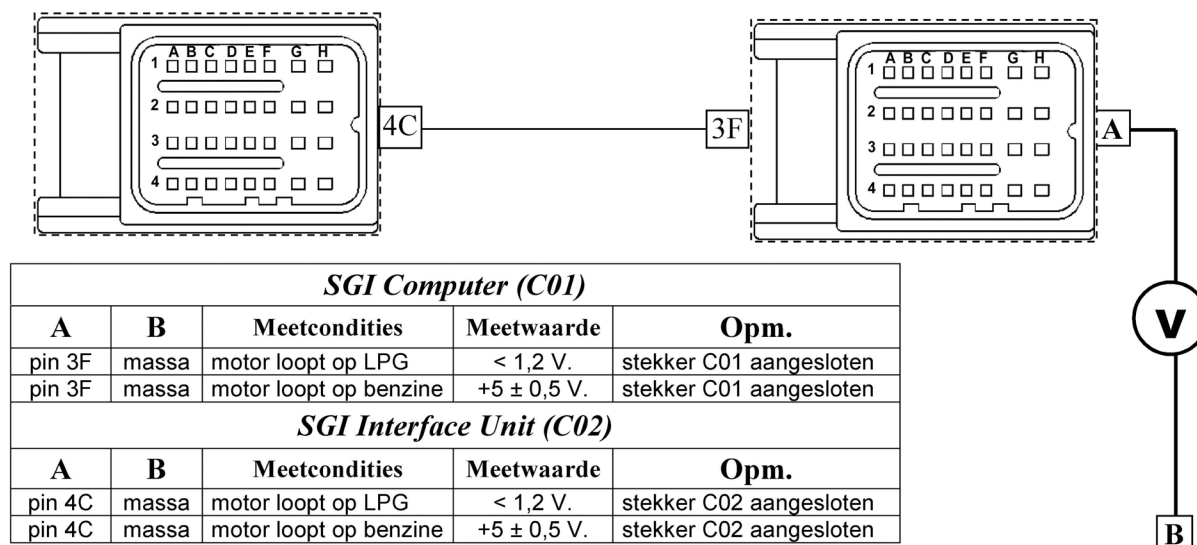 A B C D E F G H
1
2
3
4
4C
3F
A B C D E F G H
1
2
3
4
A
V
B
SGI Computer (C01)
A B Meetcondities Meetwaarde Opm.
pin 3F massa motor loopt op LPG < 1,2 V. stekker C01 aangesloten
pin 3F massa motor loopt op benzine +5 ± 0,5 V. stekker C01 aangesloten
SGI Interface Unit (C02)
A B Meetcondities Meetwaarde Opm.
pin 4C massa motor loopt op LPG < 1,2 V. stekker C02 aangesloten
pin 4C massa motor loopt op benzine +5 ± 0,5 V. stekker C02 aangesloten